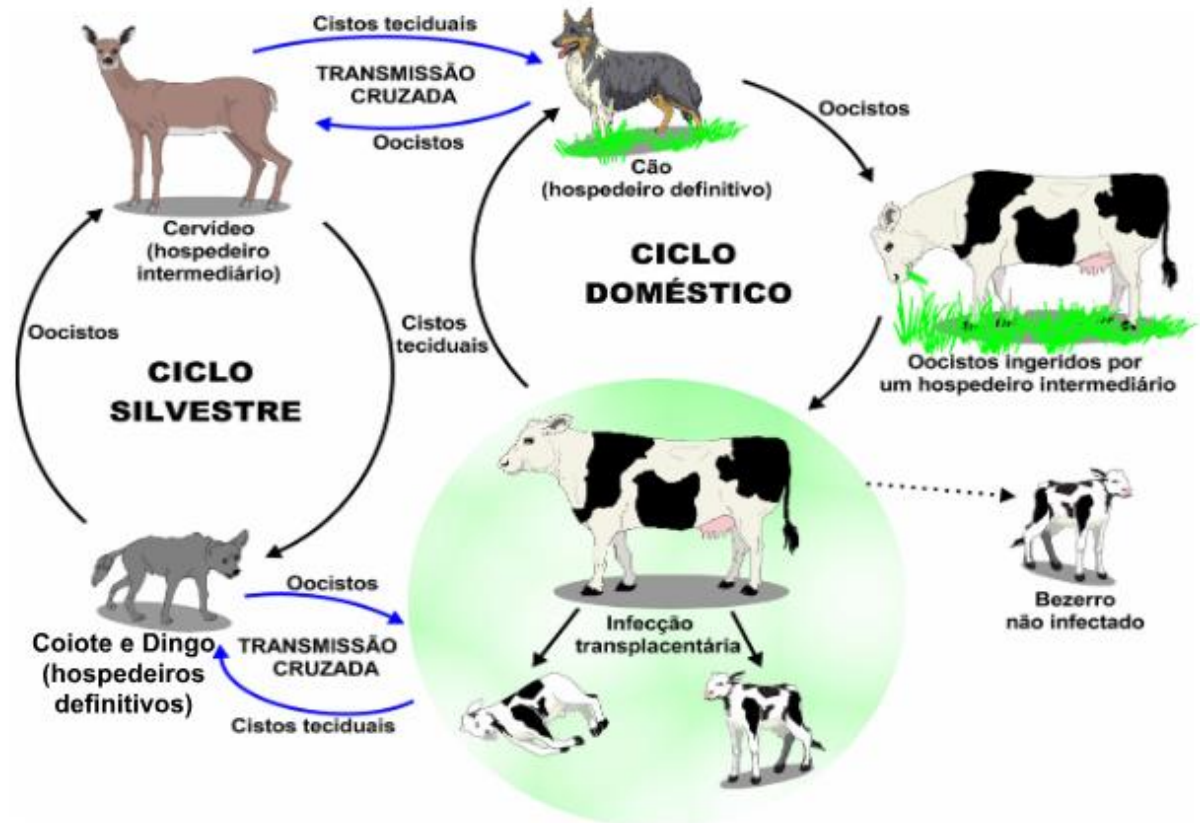 Cistos teciduais
TRANSMISSÃO
CRUZADA
Oocistos
Cervídeo
(hospedeiro
intermediário)
Cão
(hospedeiro definitivo)
Oocistos
Oocistos ingeridos por
um hospedeiro intermediário
CICLO
DOMÉSTICO
Oocistos
CICLO
SILVESTRE
Cistos
teciduais
Coiote e Dingo
(hospedeiros
definitivos)
Oocistos
TRANSMISSÃO
CRUZADA
Cistos teciduais
Infecção
transplacentária
Bezerro
não infectado